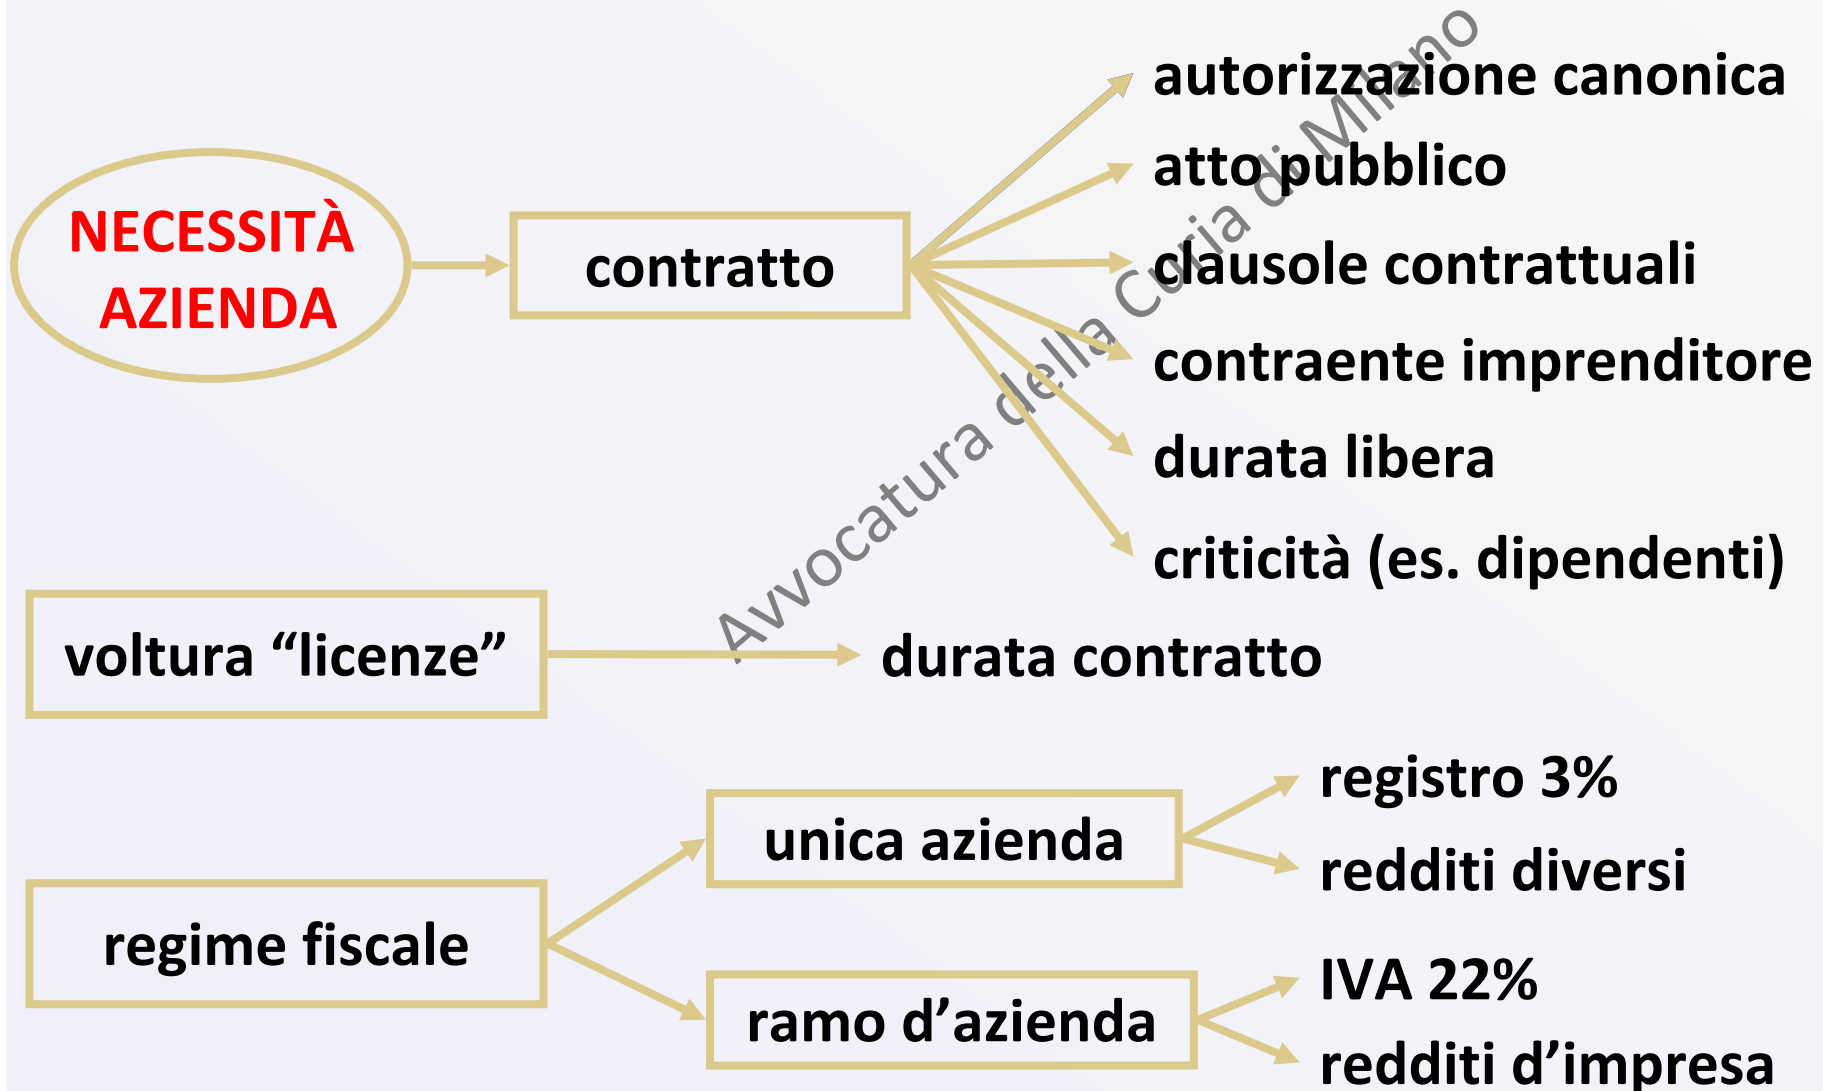 autorizzazione canonica
atto pubblico
NECESSITÀ
AZIENDA
contratto
clausole contrattuali
contraente imprenditore
durata libera
criticità (es. dipendenti)
Avvocatura della Curia di Milano
voltura “licenze”
durata contratto
registro 3%
unica azienda
redditi diversi
regime fiscale
IVA 22%
ramo d’azienda
redditi d’impresa